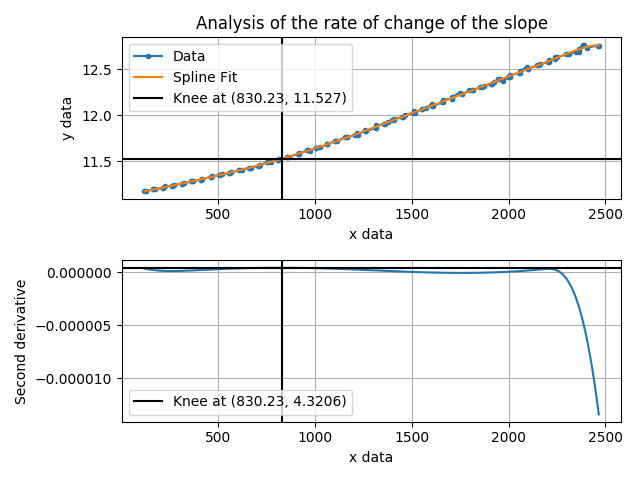 Analysis of the rate of change of the slope
Data
Spline Fit
Knee at (830.23, 11.527)
y data
12.5
12.0
11.5
500
1000
1500
2000
2500
x data
Second derivative
0.000000
−0.000005
−0.000010
Knee at (830.23, 4.3206)
500
1000
1500
2000
2500
x data